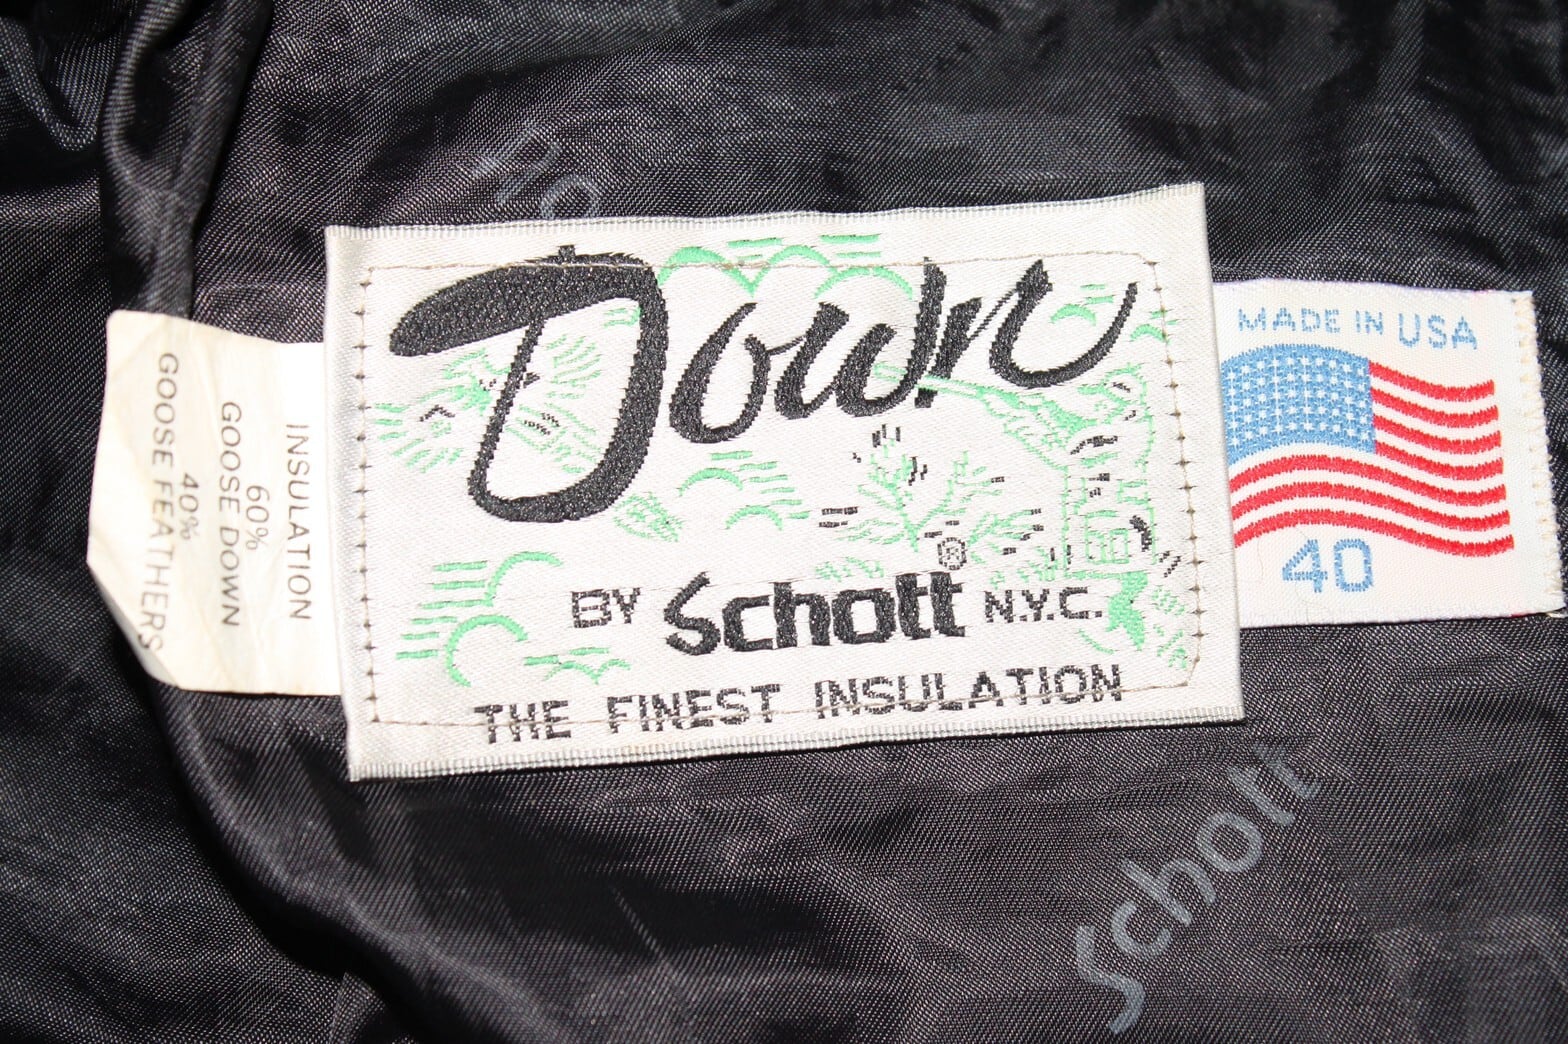 INSULATION
60%
GOOSE DOWN
40%
GOOSE FEATHERS
Down
BY Schott® N.Y.C.
THE FINEST INSULATION
MADE IN USA
40
Schott